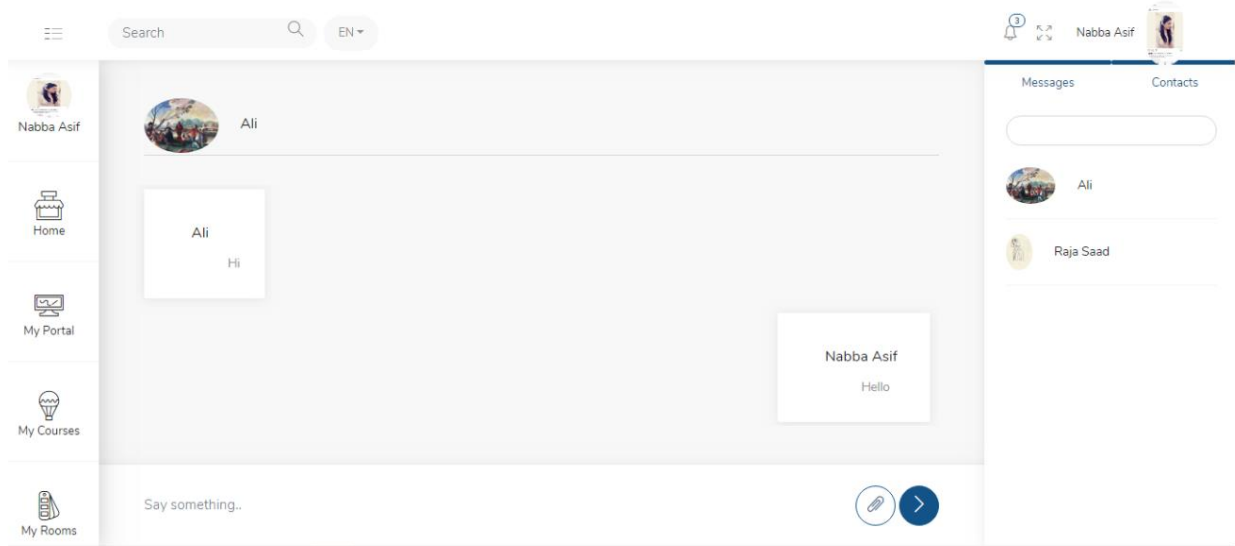 Search
EN
3
Nabba Asif
Nabba Asif
Home
My Portal
My Courses
My Rooms
Ali
Ali
Hi
Nabba Asif
Hello
Say something..
Messages
Contacts
Ali
Raja Saad